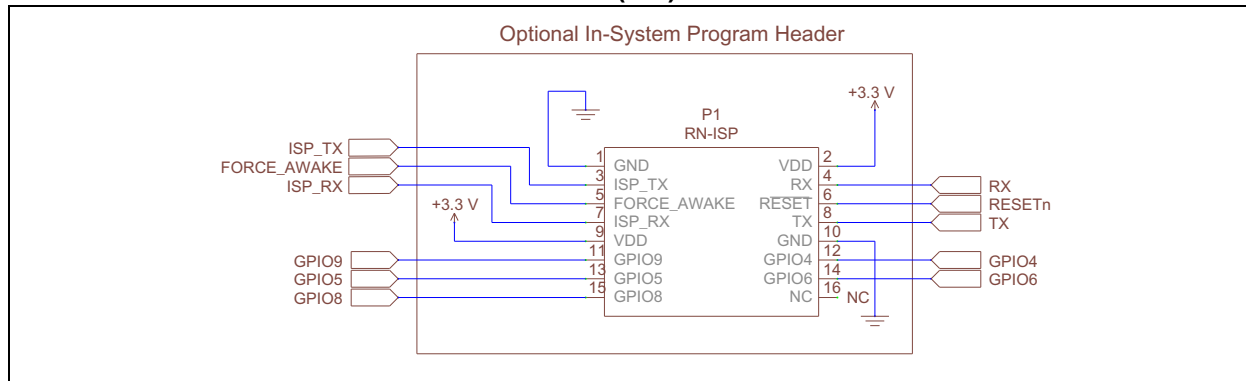 Optional In-System Program Header
+3.3 V
P1
RN-ISP
ISP_TX
FORCE_AWAKE
ISP_RX
+3.3 V
GPIO9
GPIO5
GPIO8
1 GND VDD 2
3 ISP_TX RX 4
5 FORCE_AWAKE RESET 6
7 ISP_RX TX 8
9 VDD GND 10
11 GPIO9 GPIO4 12
13 GPIO5 GPIO6 14
15 GPIO8 NC 16
NC
RX
RESETn
TX
GPIO4
GPIO6